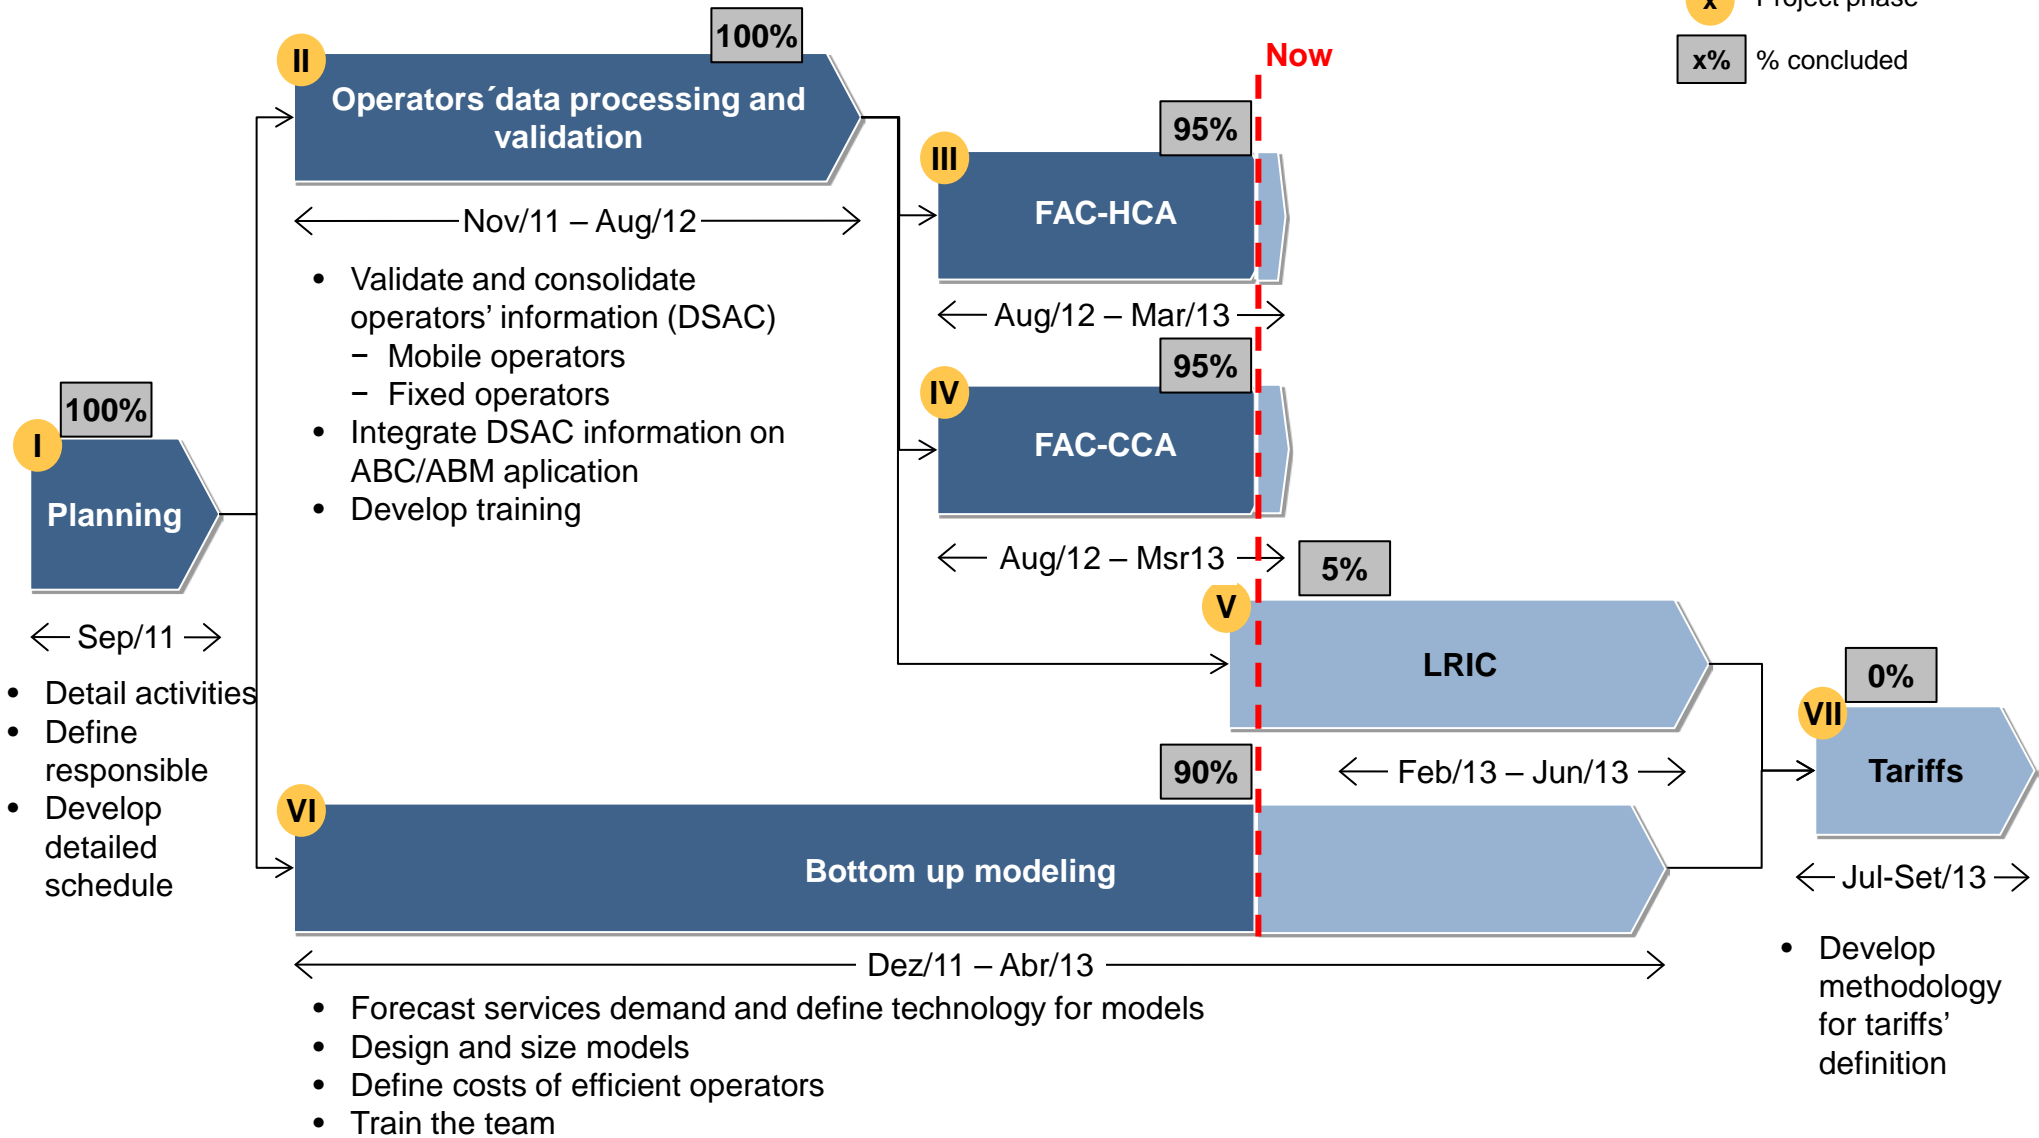 x Project phase
x% % concluded
Now
II
100%
Operators´data processing and
validation
Nov/11 – Aug/12
• Validate and consolidate
operators’ information (DSAC)
− Mobile operators
− Fixed operators
• Integrate DSAC information on
ABC/ABM aplication
• Develop training
III
95%
FAC-HCA
Aug/12 – Mar/13
IV
95%
FAC-CCA
Aug/12 – Msr13
I
100%
Planning
Sep/11
• Detail activities
• Define
responsible
• Develop
detailed
schedule
V
5%
LRIC
Feb/13 – Jun/13
VI
90%
Bottom up modeling
Dez/11 – Abr/13
• Forecast services demand and define technology for models
• Design and size models
• Define costs of efficient operators
• Train the team
VII
0%
Tariffs
Jul-Set/13
• Develop
methodology
for tariffs’
definition